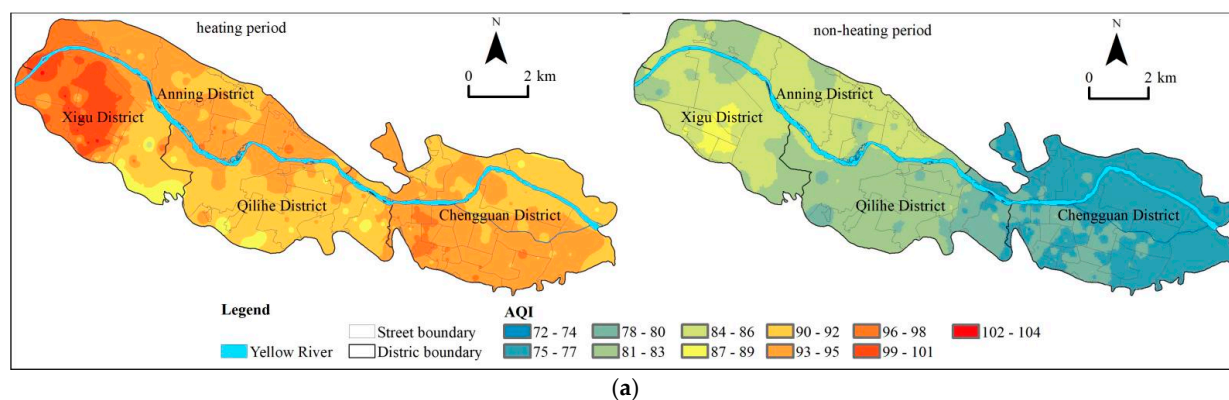 heating period
N
0 2 km
Anning District
Xigu District
Qilihe District
Chengguan District
non-heating period
N
0 2 km
Anning District
Xigu District
Qilihe District
Chengguan District
Legend
Yellow River
Street boundary
Distric boundary
AQI
72 - 74
75 - 77
78 - 80
81 - 83
84 - 86
87 - 89
90 - 92
93 - 95
96 - 98
99 - 101
102 - 104
(a)